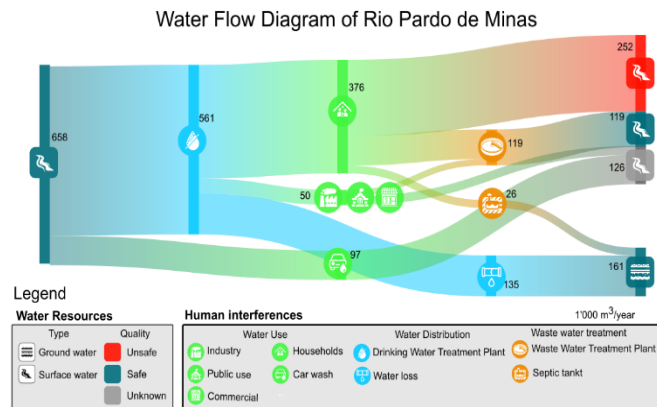 Water Flow Diagram of Rio Pardo de Minas
252
376
561
658
119
119
126
50
26
97
135
161
1'000 m³/year
Legend
Water Resources
Type
Quality
Ground water
Unsafe
Surface water
Safe
Unknown
Human interferences
Water Use
Water Distribution
Waste water treatment
Industry
Households
Drinking Water Treatment Plant
Waste Water Treatment Plant
Public use
Car wash
Water loss
Septic tankt
Commercial